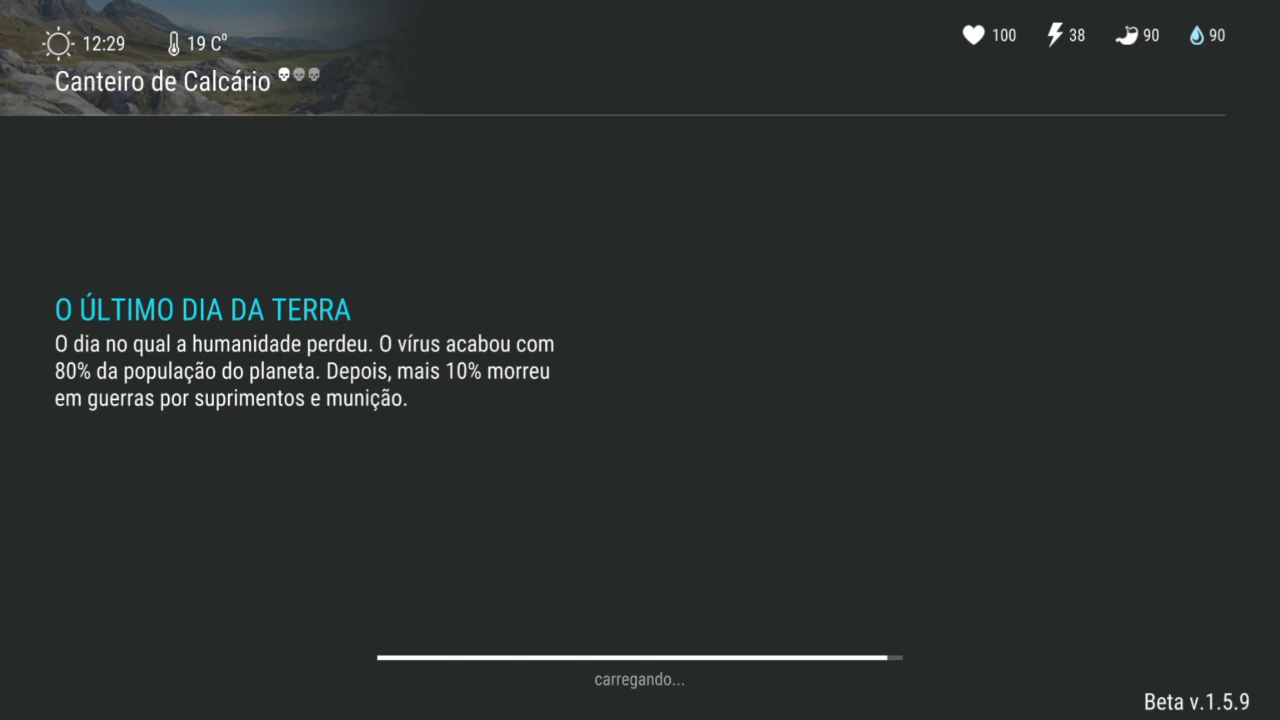 12:29 19 Cº
100 38 90 90
Canteiro de Calcário
O ÚLTIMO DIA DA TERRA
O dia no qual a humanidade perdeu. O vírus acabou com
80% da população do planeta. Depois, mais 10% morreu
em guerras por suprimentos e munição.
carregando...
Beta v.1.5.9